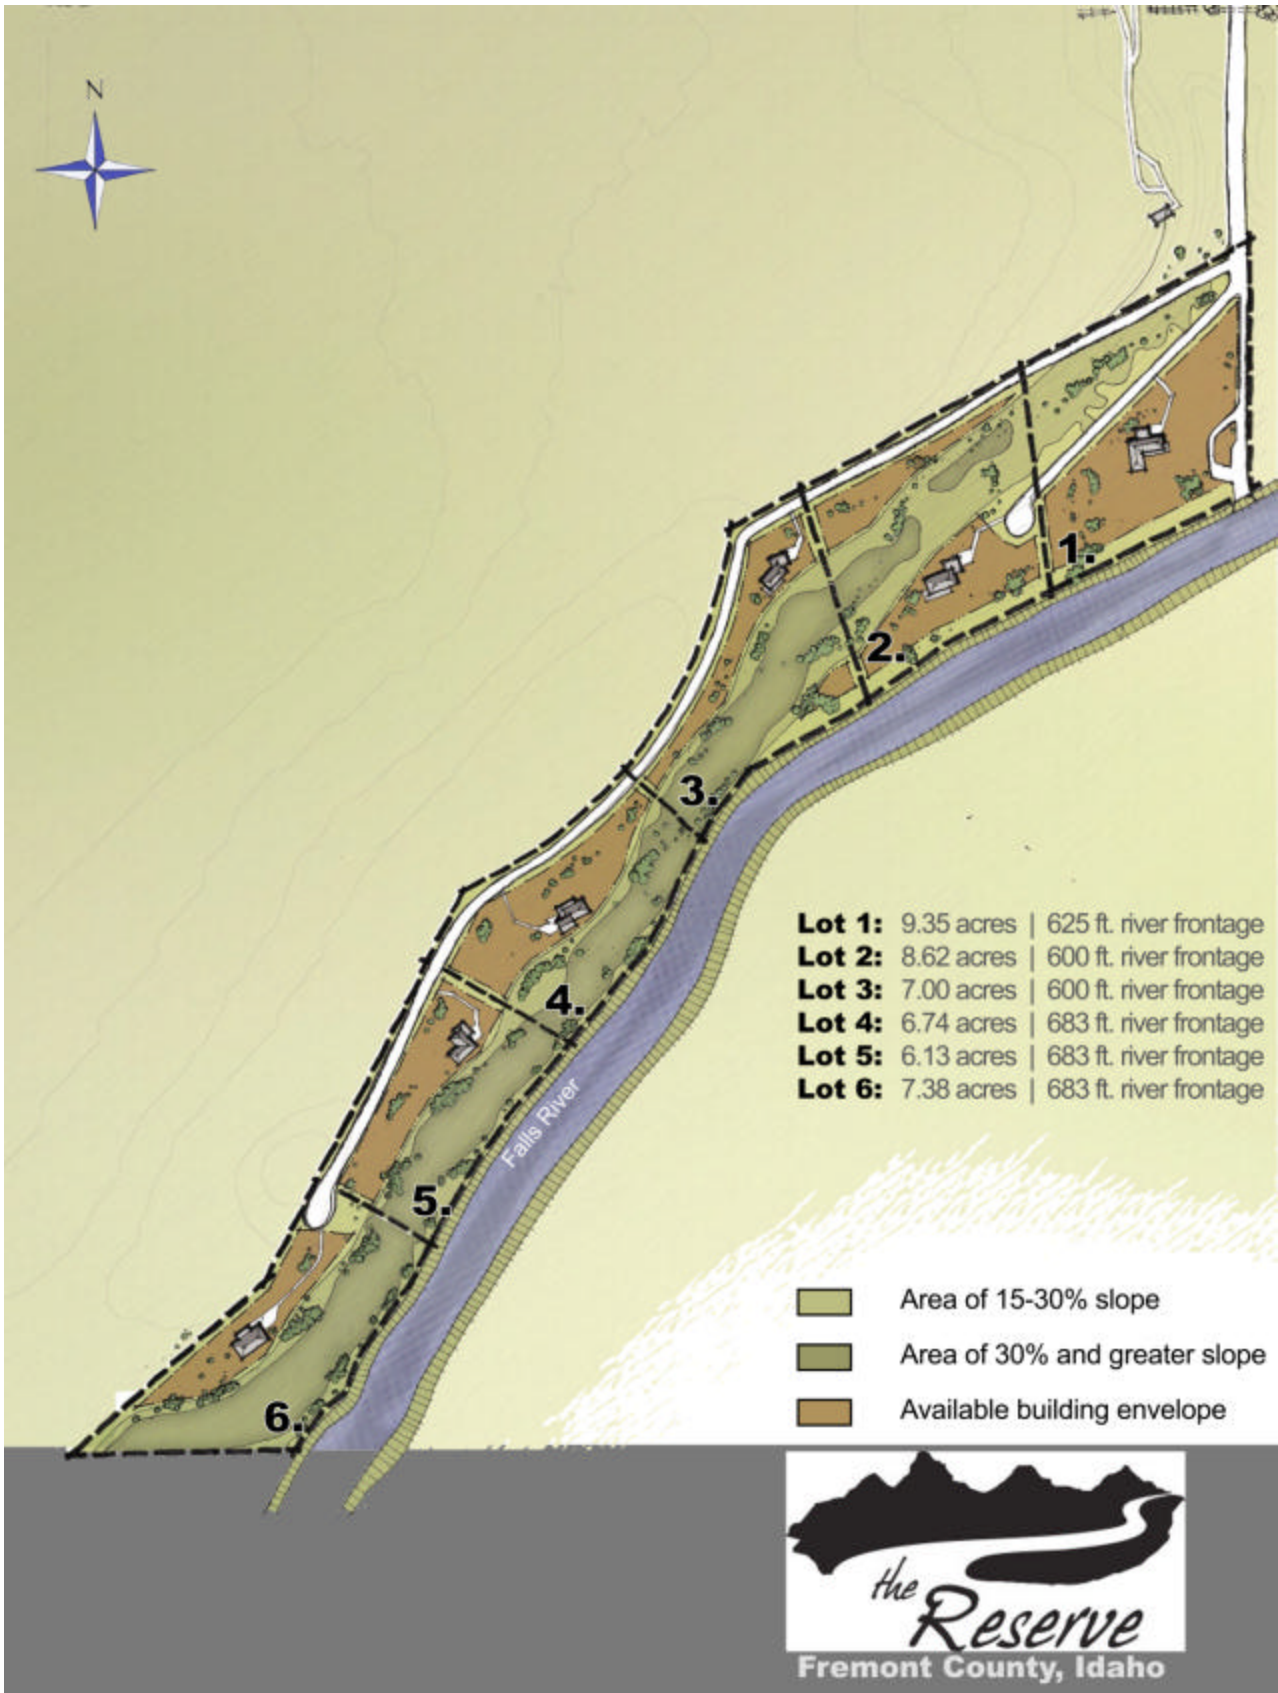 N
1.
2.
3.
4.
5.
6.
Falls River
Lot 1: 9.35 acres | 625 ft. river frontage
Lot 2: 8.62 acres | 600 ft. river frontage
Lot 3: 7.00 acres | 600 ft. river frontage
Lot 4: 6.74 acres | 683 ft. river frontage
Lot 5: 6.13 acres | 683 ft. river frontage
Lot 6: 7.38 acres | 683 ft. river frontage
Area of 15-30% slope
Area of 30% and greater slope
Available building envelope
the
Reserve
Fremont County, Idaho